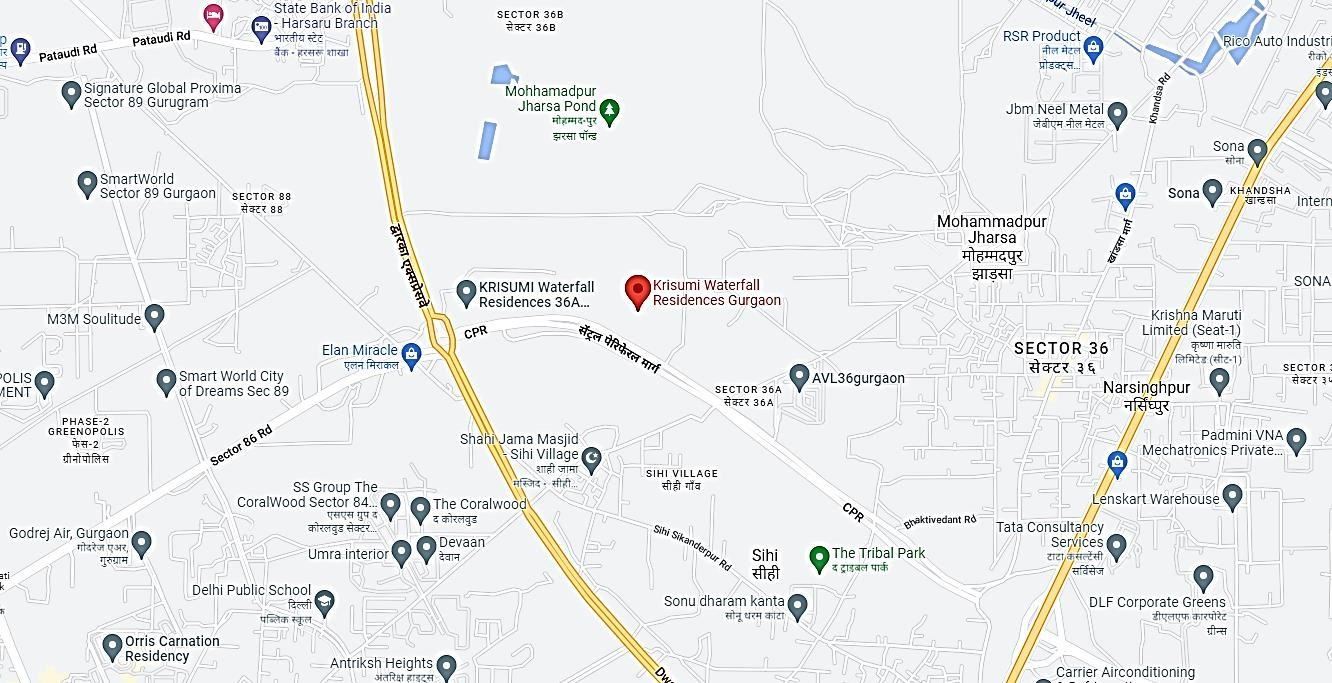 State Bank of India
- Harsaru Branch
भारतीय स्टेट
बैंक - हरसरू शाखा
Pataudi Rd
Pataudi Rd
SECTOR 36B
सेक्टर 36B
Signature Global Proxima
Sector 89 Gurugram
SmartWorld
Sector 89 Gurgaon
SECTOR 88
सेक्टर 88
Mohhamadpur
Jharsa Pond
मोहम्मद-पुर
झरसा पॉन्ड
RSR Product
नील मेटल
प्रोडक्ट्स...
Rico Auto Industri
Jbm Neel Metal
जेबीएम नील मेटल
Khandsa Rd
Sona
सोना
Sona
KHANDSHA
खान्डसा
Intern
Mohammadpur
Jharsa
मोहम्मदपुर
झाड़सा
खांडसा मार्ग
द्वारका एक्सप्रेसवे
KRISUMI Waterfall
Residences 36A...
Krisumi Waterfall
Residences Gurgaon
M3M Soulitude
Elan Miracle
एलन मिराकल
CPR
सेंट्रल पेरिफेरल मार्ग
SONA
Krishna Maruti
Limited (Seat-1)
कृष्णा मारुति
लिमिटेड (सीट-1)
SECTOR 36
सेक्टर ३६
POLIS
MENT
Smart World City
of Dreams Sec 89
SECTOR 36A
सेक्टर 36A
AVL36gurgaon
Narsinghpur
नर्सिंघ्पुर
PHASE-2
GREENOPOLIS
फेस-2
ग्रीनोपोलिस
Sector 86 Rd
Shahi Jama Masjid
- Sihi Village
शाही जामा
मस्जिद - सीही...
SIHI VILLAGE
सीही गाँव
Padmini VNA
Mechatronics Private...
SS Group The
CoralWood Sector 84...
एसएस ग्रुप द
कोरलवुड सेक्टर...
The Coralwood
द कोरलवुड
CPR
Bhaktivedant Rd
Lenskart Warehouse
Godrej Air, Gurgaon
गोदरेज एअर,
गुरुग्राम
Umra interior
Devaan
देवान
Sihi Sikanderpur Rd
Sihi
सीही
The Tribal Park
द ट्राइबल पार्क
Tata Consultancy
Services
टाटा कंसल्टेंसी
सर्विसेज
Delhi Public School
दिल्ली
पब्लिक स्कूल
Sonu dharam kanta
सोनू धरम कांटा
DLF Corporate Greens
डीएलएफ कारपोरेट
ग्रीन्स
Orris Carnation
Residency
Antriksh Heights
अंतरिक्ष हाइट्स
Carrier Airconditioning